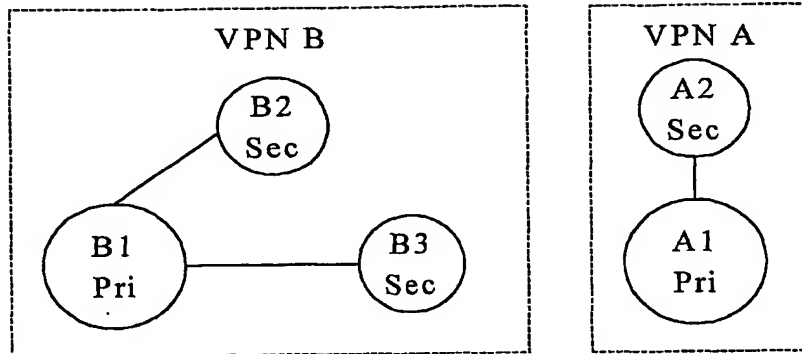 VPN B
B2
Sec
B1
Pri
B3
Sec
VPN A
A2
Sec
A1
Pri